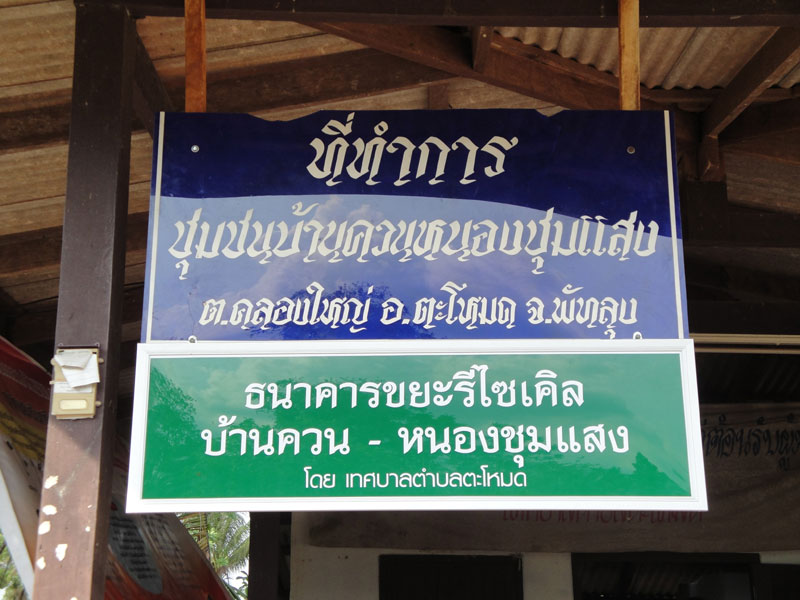 ที่ทำการ
ชุมชนบ้านควนหนองชุมแสง
ต.คลองใหญ่ อ.ตะโหมด จ.พัทลุง
ธนาคารขยะรีไซเคิล
บ้านควน - หนองชุมแสง
โดย เทศบาลตำบลตะโหมด